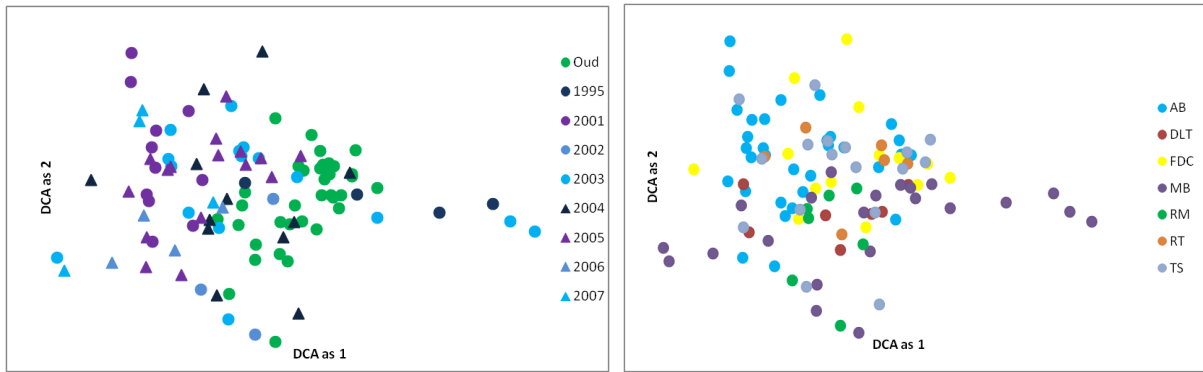 DCA as 2
Oud
1995
2001
2002
2003
2004
2005
2006
2007
DCA as 1
DCA as 2
AB
DLT
FDC
MB
RM
RT
TS
DCA as 1